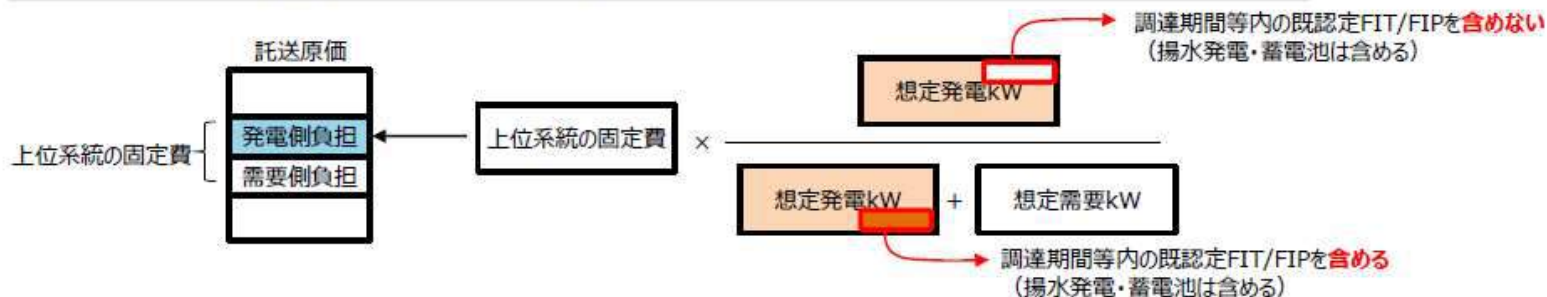 調達期間等内の既認定FIT/FIPを含めない
（揚水発電・蓄電池は含める）
託送原価
想定発電kW
上位系統の固定費
発電側負担
需要側負担
上位系統の固定費
×
想定発電kW
+
想定需要kW
調達期間等内の既認定FIT/FIPを含める
（揚水発電・蓄電池は含める）